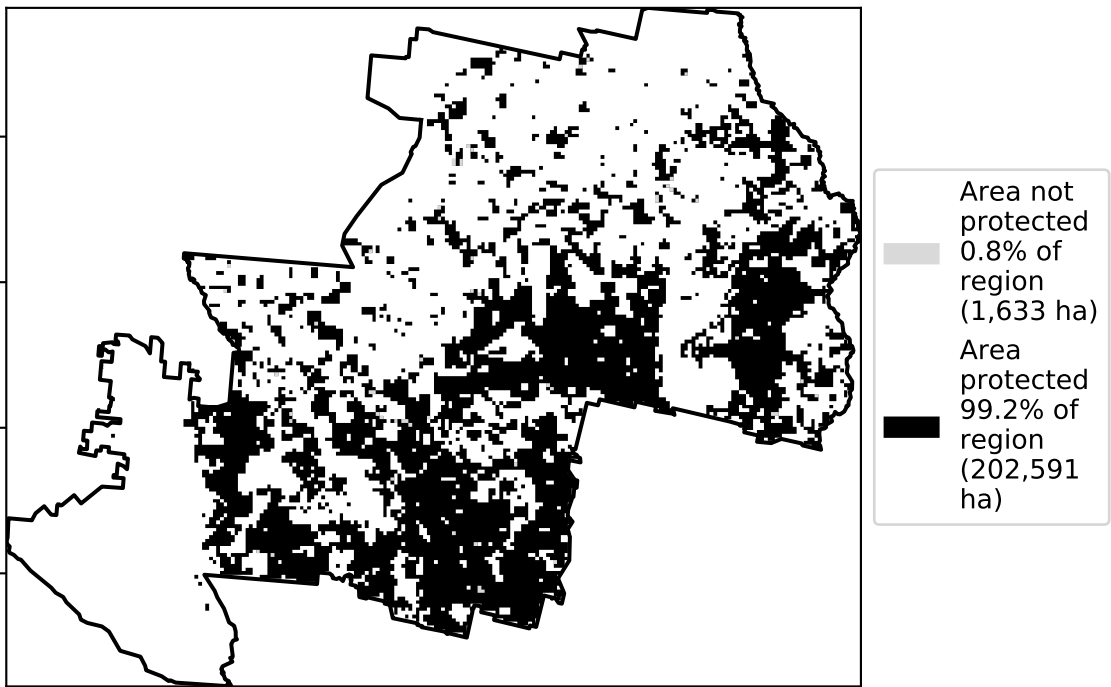 Area not
protected
0.8% of
region
(1,633 ha)
Area
protected
99.2% of
region
(202,591
ha)